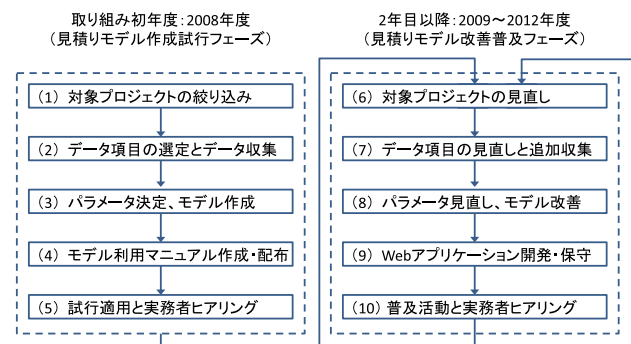 取り組み初年度：2008年度
（見積りモデル作成試行フェーズ）
(1) 対象プロジェクトの絞り込み
(2) データ項目の選定とデータ収集
(3) パラメータ決定、モデル作成
(4) モデル利用マニュアル作成・配布
(5) 試行適用と実務者ヒアリング
2年目以降：2009～2012年度
（見積りモデル改善普及フェーズ）
(6) 対象プロジェクトの見直し
(7) データ項目の見直しと追加収集
(8) パラメータ見直し、モデル改善
(9) Webアプリケーション開発・保守
(10) 普及活動と実務者ヒアリング